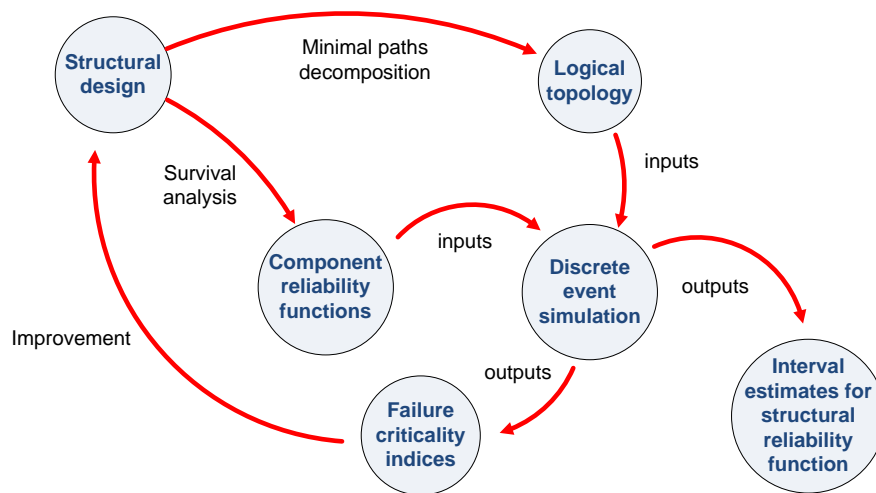 Structural
design
Minimal paths
decomposition
Logical
topology
inputs
Survival
analysis
Component
reliability
functions
inputs
Discrete
event
simulation
outputs
Improvement
outputs
Failure
criticality
indices
Interval
estimates for
structural
reliability
function